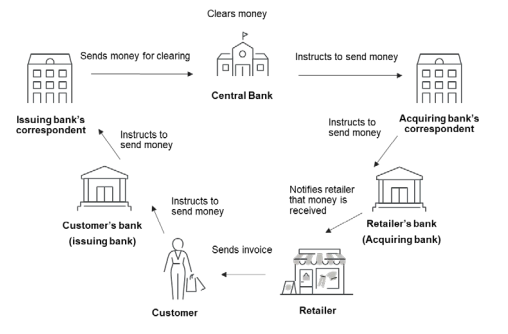 Clears money
Sends money for clearing
Instructs to send money
Central Bank
Issuing bank's
correspondent
Acquiring bank's
correspondent
Instructs to
send money
Instructs to
send money
Customer's bank
(issuing bank)
Instructs to
send money
Notifies retailer
that money is
received
Retailer's bank
(Acquiring bank)
Sends invoice
Customer
Retailer